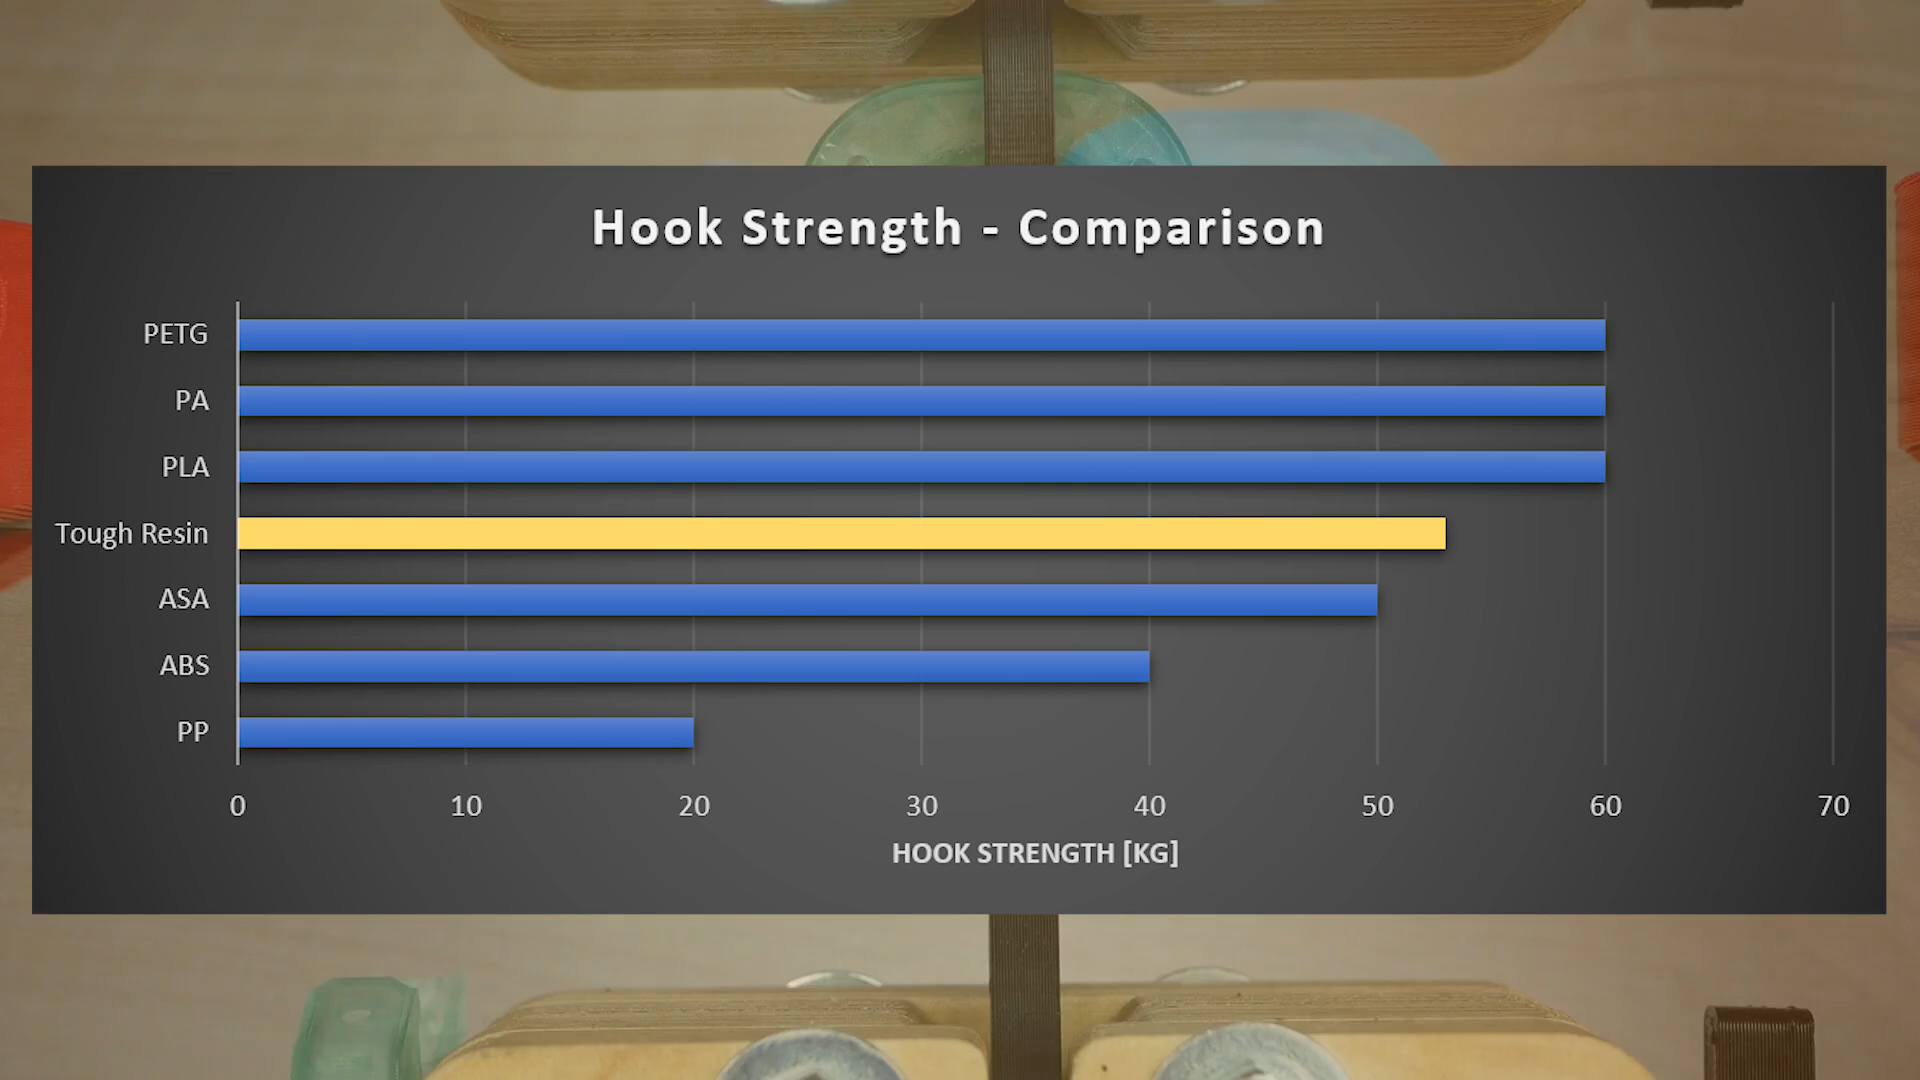 Hook Strength - Comparison
PETG
PA
PLA
Tough Resin
ASA
ABS
PP
0 10 20 30 40 50 60 70
HOOK STRENGTH [KG]